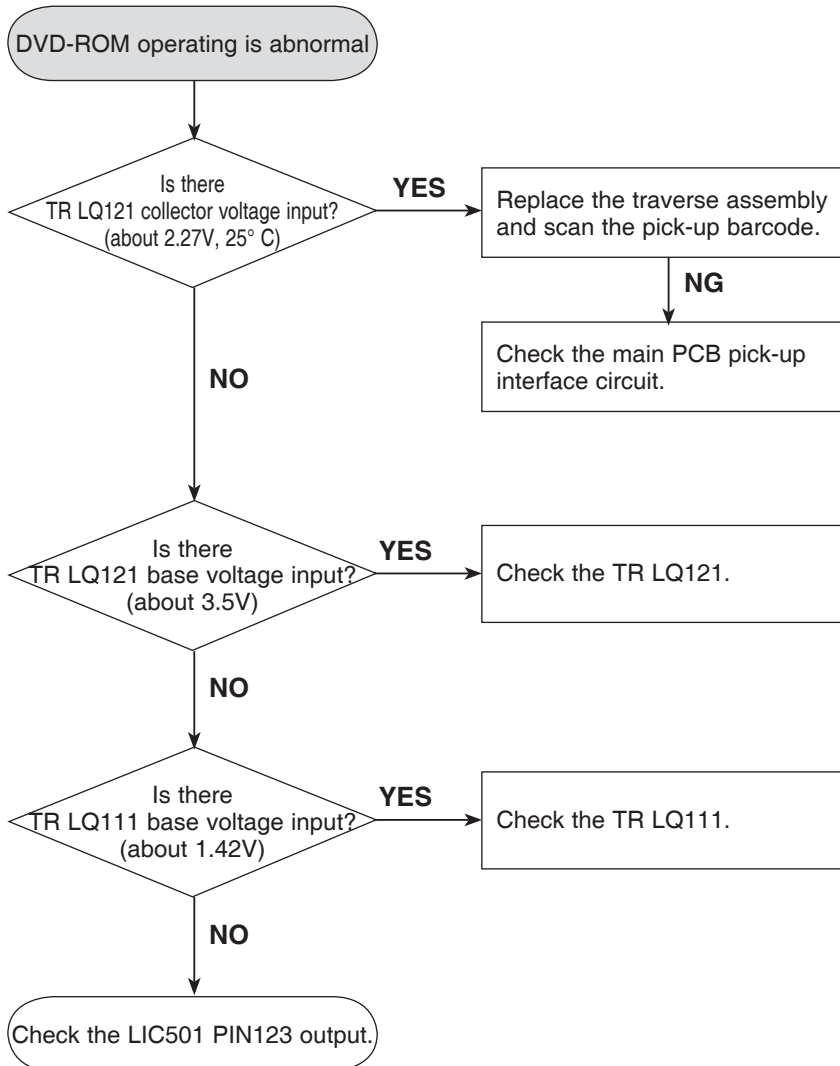 DVD-ROM operating is abnormal
Is there
TR LQ121 collector voltage input?
(about 2.27V, 25° C)
YES
Replace the traverse assembly
and scan the pick-up barcode.
NG
Check the main PCB pick-up
interface circuit.
NO
Is there
TR LQ121 base voltage input?
(about 3.5V)
YES
Check the TR LQ121.
NO
Is there
TR LQ111 base voltage input?
(about 1.42V)
YES
Check the TR LQ111.
NO
Check the LIC501 PIN123 output.